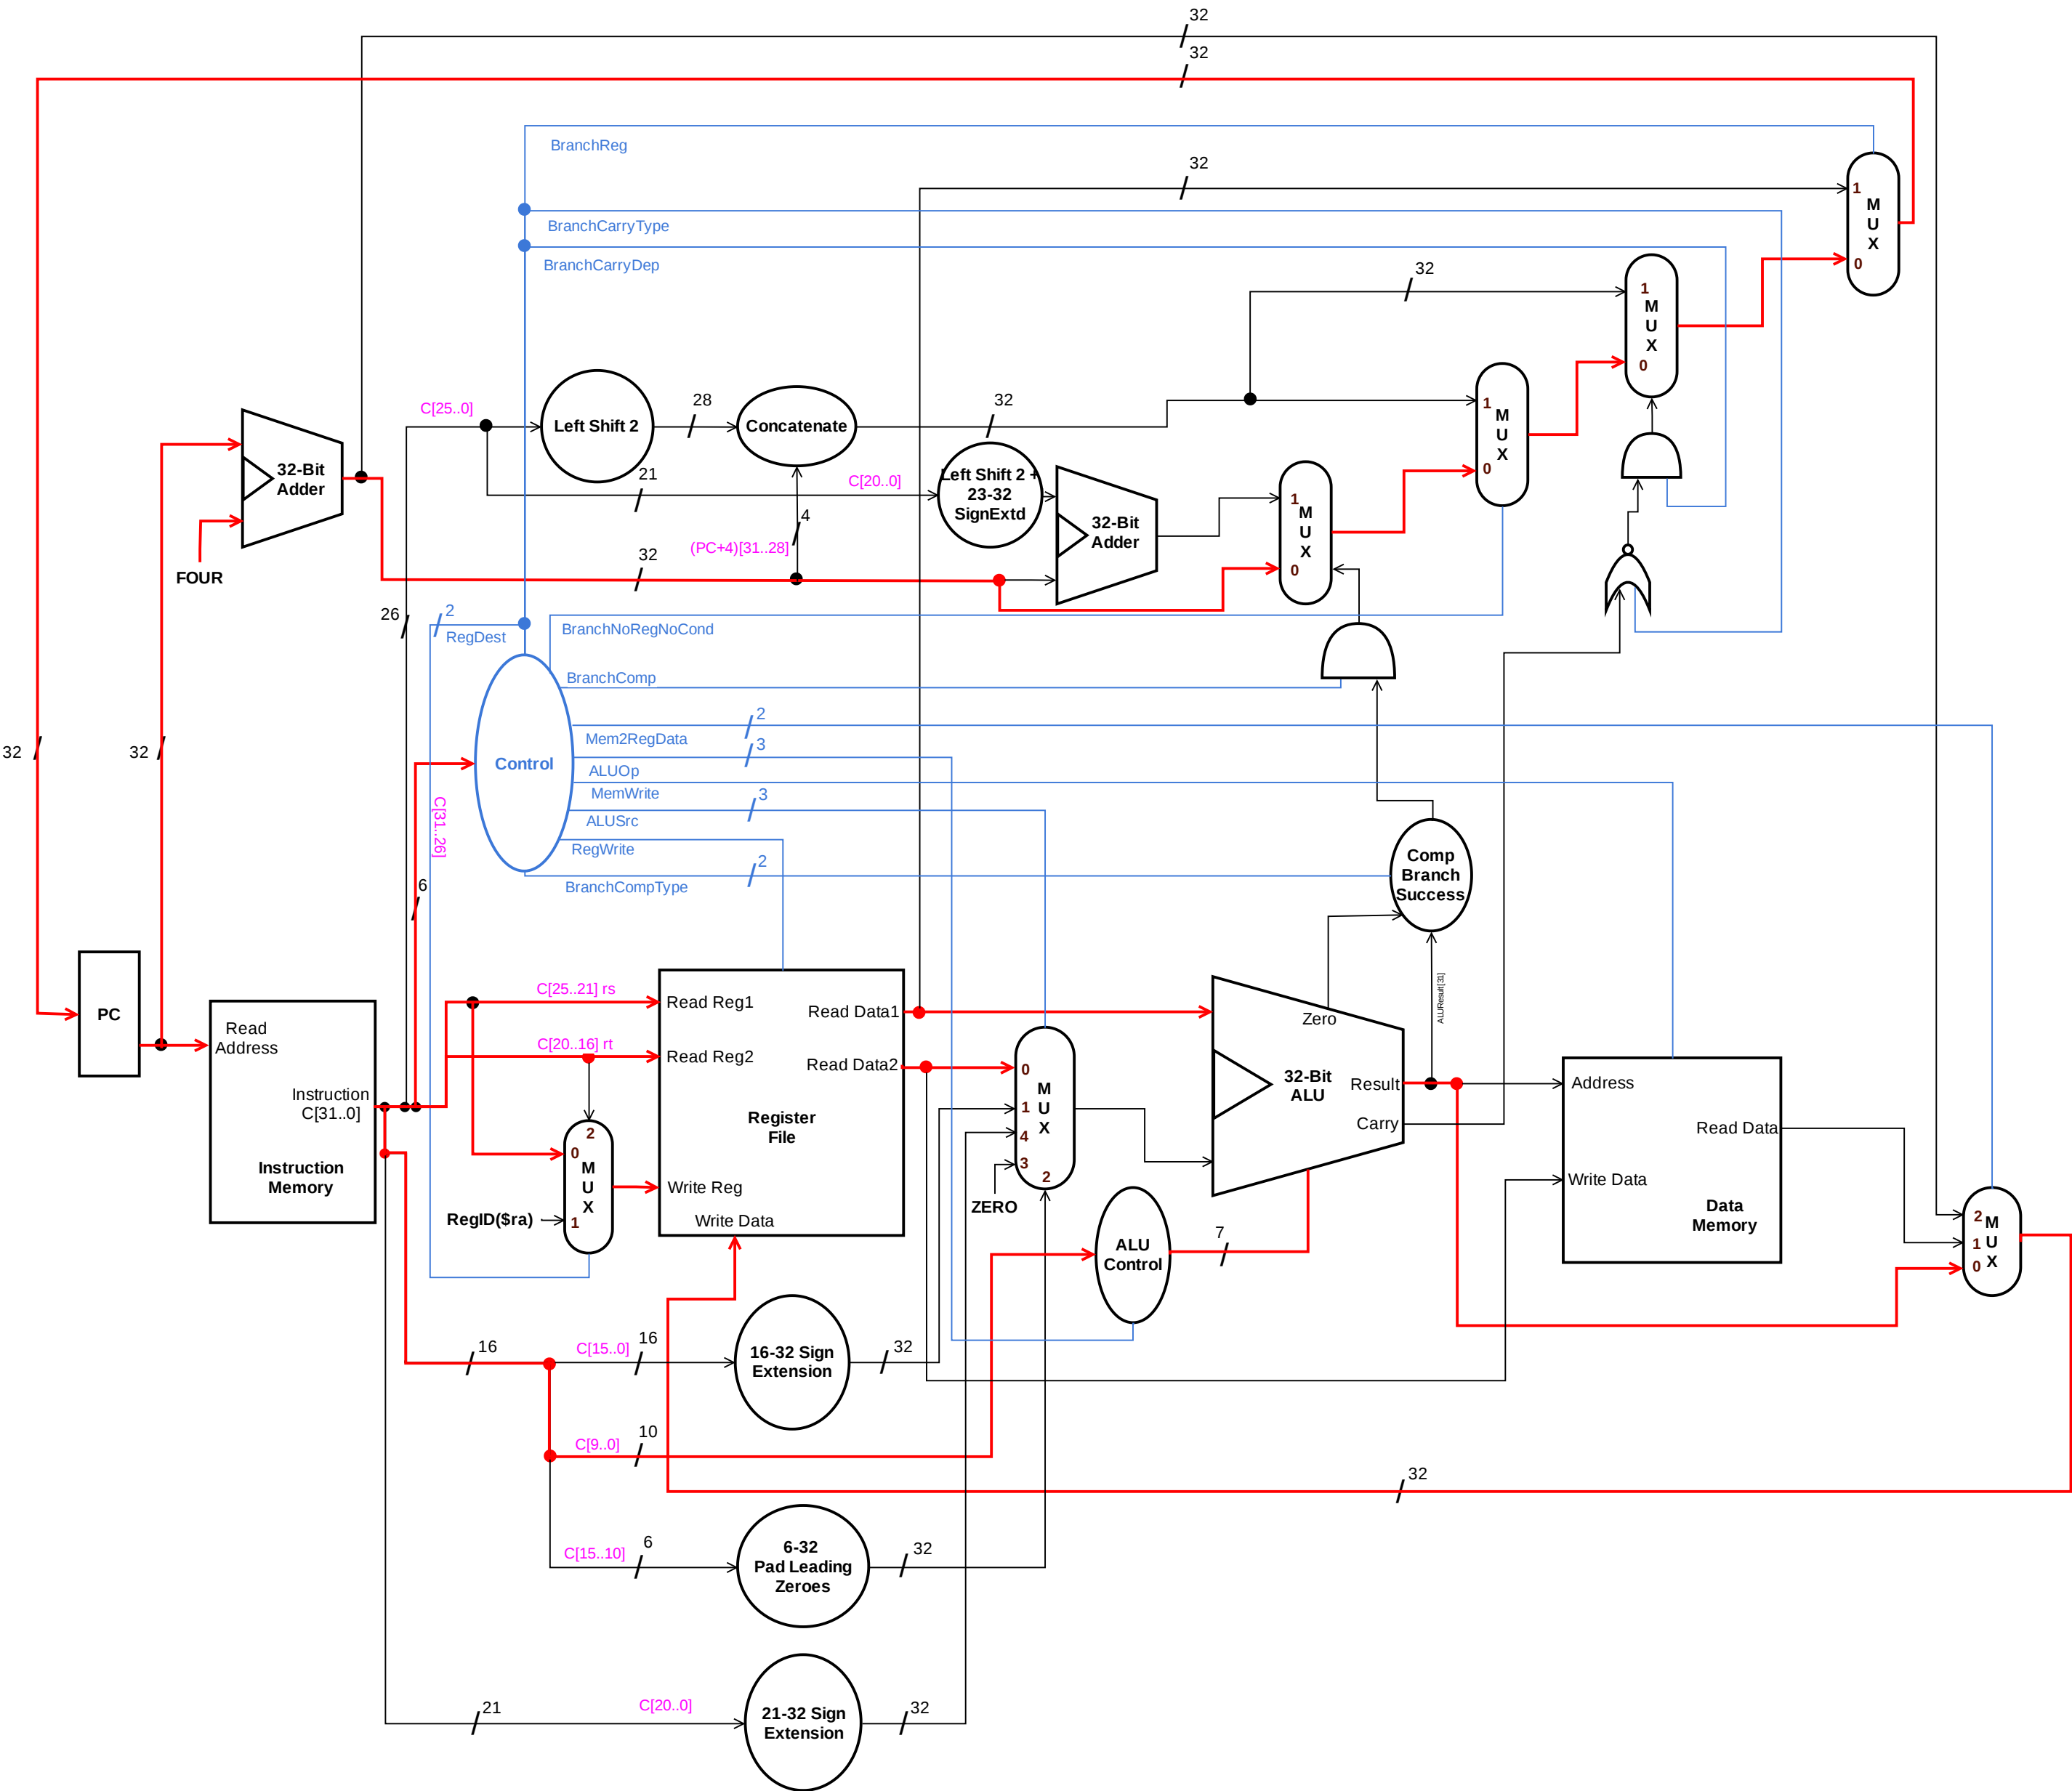 32
32
BranchReg
32
1
M
U
X
0
BranchCarryType
BranchCarryDep
32
1
M
U
X
0
C[25..0]
Left Shift 2
28
Concatenate
32
1
M
U
X
0
32-Bit
Adder
21
C[20..0]
Left Shift 2 +
23-32
SignExtd
32-Bit
Adder
1
M
U
X
0
4
(PC+4)[31..28]
32
FOUR
26
2
RegDest
BranchNoRegNoCond
BranchComp
32
32
2
Mem2RegData
3
ALUOp
MemWrite
3
ALUSrc
RegWrite
2
BranchCompType
Control
C[31..26]
6
Comp
Branch
Success
ALUResult[31]
PC
Read
Address
Instruction
C[31..0]
Instruction
Memory
C[25..21] rs
C[20..16] rt
Read Reg1
Read Reg2
Read Data1
Read Data2
Register
File
Write Reg
Write Data
2
0
M
U
X
1
RegID($ra)
0
M
1
U
X
4
3
2
ZERO
Zero
32-Bit
ALU
Result
Carry
ALU
Control
7
Address
Read Data
Write Data
Data
Memory
2
M
1
U
0
X
16
C[15..0]
16
16-32 Sign
Extension
32
C[9..0]
10
32
C[15..10]
6
6-32
Pad Leading
Zeroes
32
21
C[20..0]
21-32 Sign
Extension
32